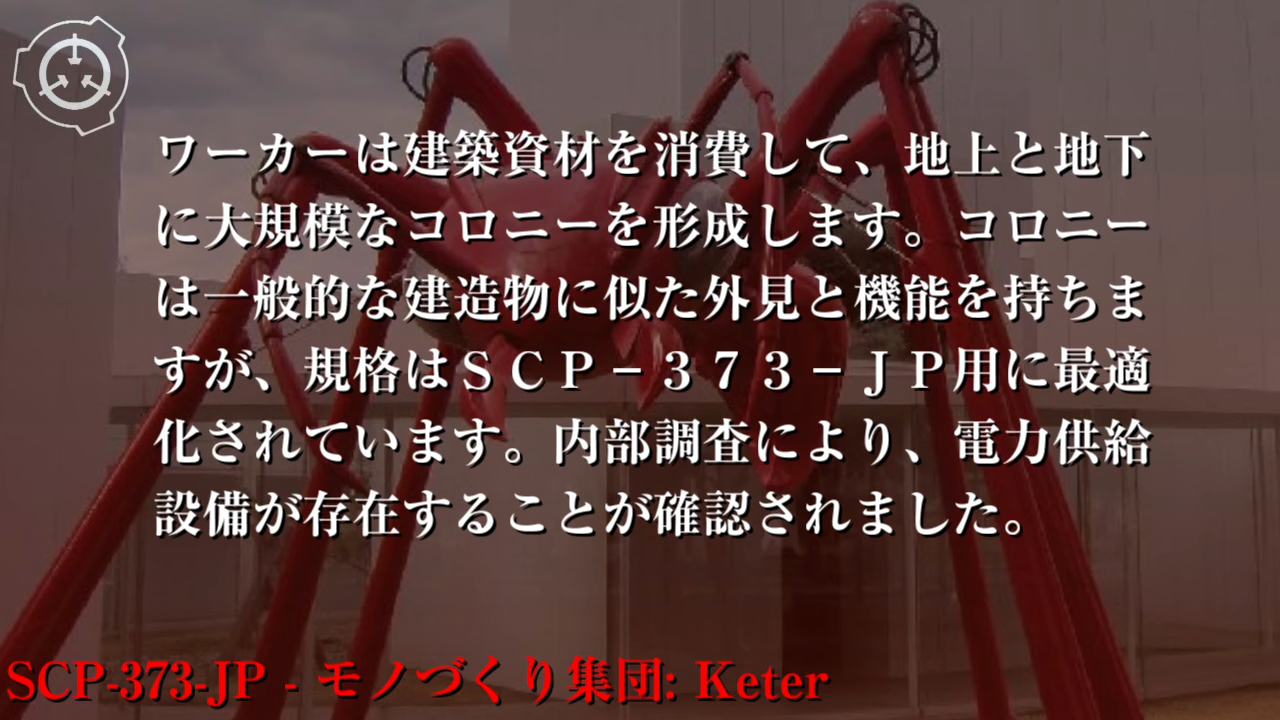 ワーカーは建築資材を消費して、地上と地下
に大規模なコロニーを形成します。コロニー
は一般的な建造物に似た外見と機能を持ちま
すが、規格はＳＣＰ－３７３－ＪＰ用に最適
化されています。内部調査により、電力供給
設備が存在することが確認されました。
SCP-373-JP - モノづくり集団: Keter